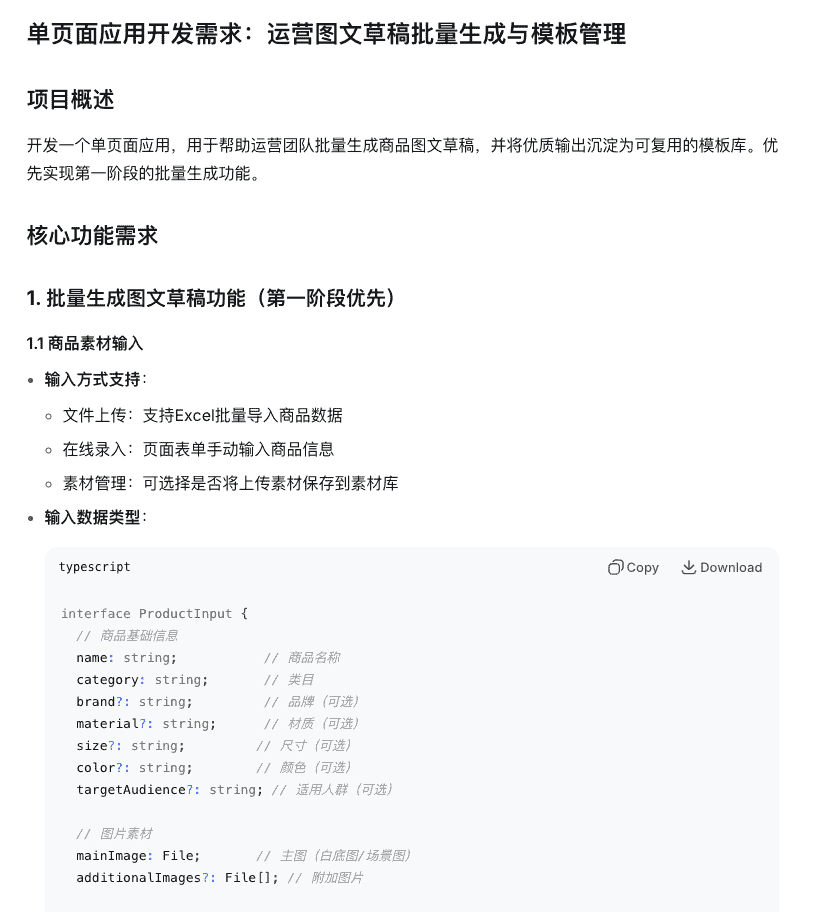 单页面应用开发需求：运营图文草稿批量生成与模板管理
项目概述
开发一个单页面应用，用于帮助运营团队批量生成商品图文草稿，并将优质输出沉淀为可复用的模板库。优
先实现第一阶段的批量生成功能。
核心功能需求
1. 批量生成图文草稿功能（第一阶段优先）
1.1 商品素材输入
• 输入方式支持：
◦ 文件上传：支持Excel批量导入商品数据
◦ 在线录入：页面表单手动输入商品信息
◦ 素材管理：可选择是否将上传素材保存到素材库
• 输入数据类型：
typescript Copy Download
interface ProductInput {
// 商品基础信息
name: string; // 商品名称
category: string; // 类目
brand?: string; // 品牌（可选）
material?: string; // 材质（可选）
size?: string; // 尺寸（可选）
color?: string; // 颜色（可选）
targetAudience?: string; // 适用人群（可选）
// 图片素材
mainImage: File; // 主图（白底图/场景图）
additionalImages?: File[]; // 附加图片